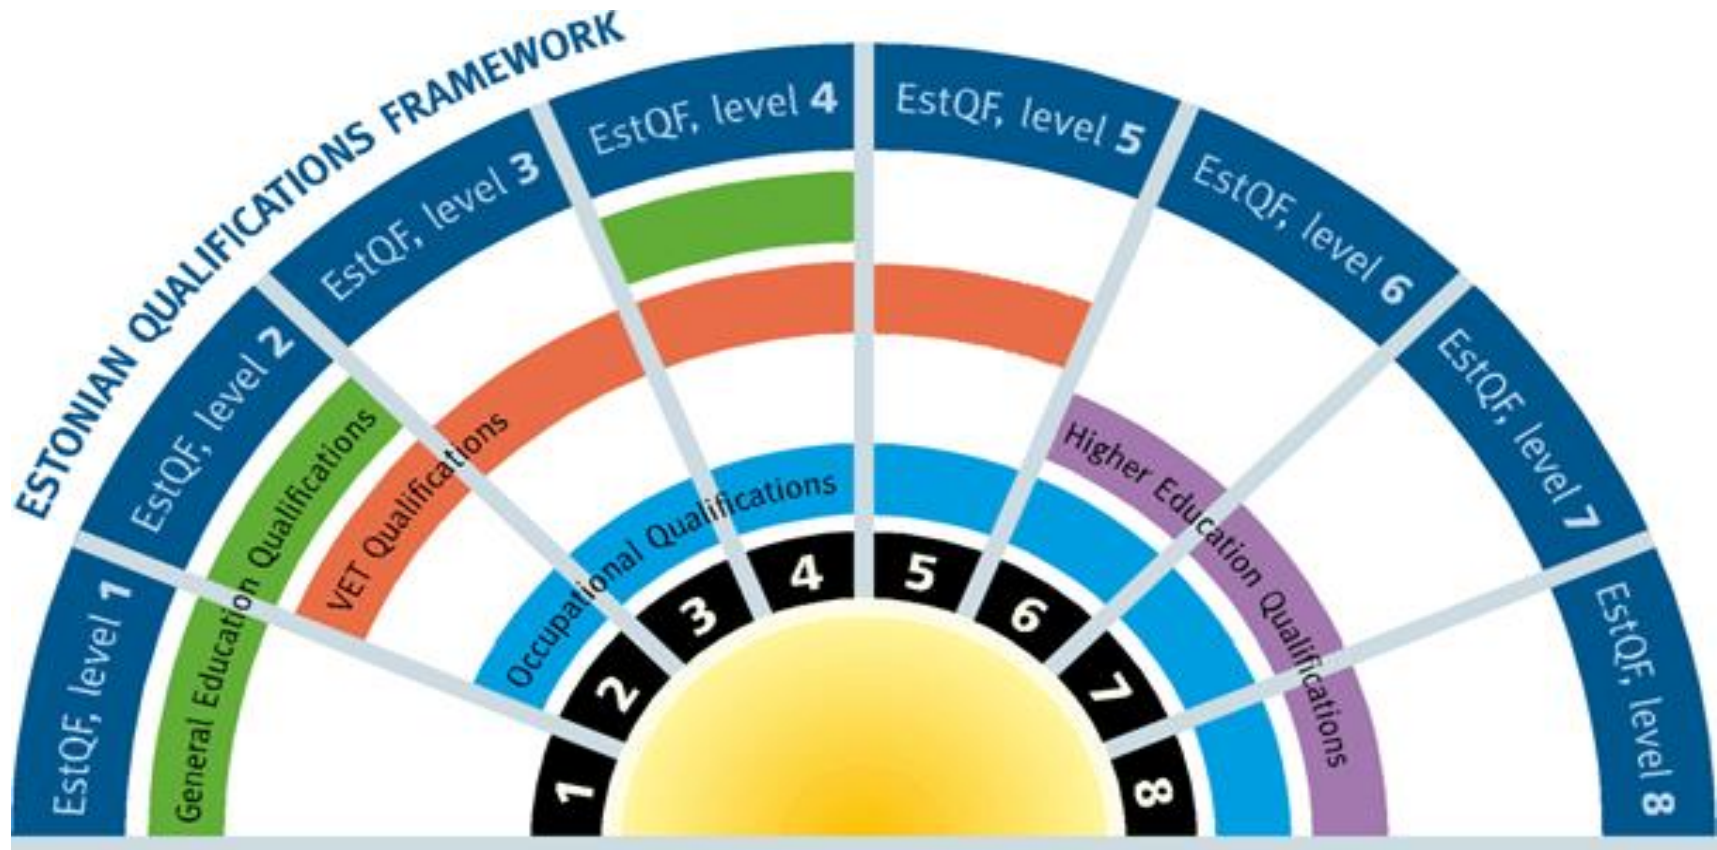 ESTONIAN QUALIFICATIONS FRAMEWORK
EstQF, level 1
EstQF, level 2
EstQF, level 3
EstQF, level 4
EstQF, level 5
EstQF, level 6
EstQF, level 7
EstQF, level 8
General Education Qualifications
VET Qualifications
Occupational Qualifications
Higher Education Qualifications
1
2
3
4
5
6
7
8